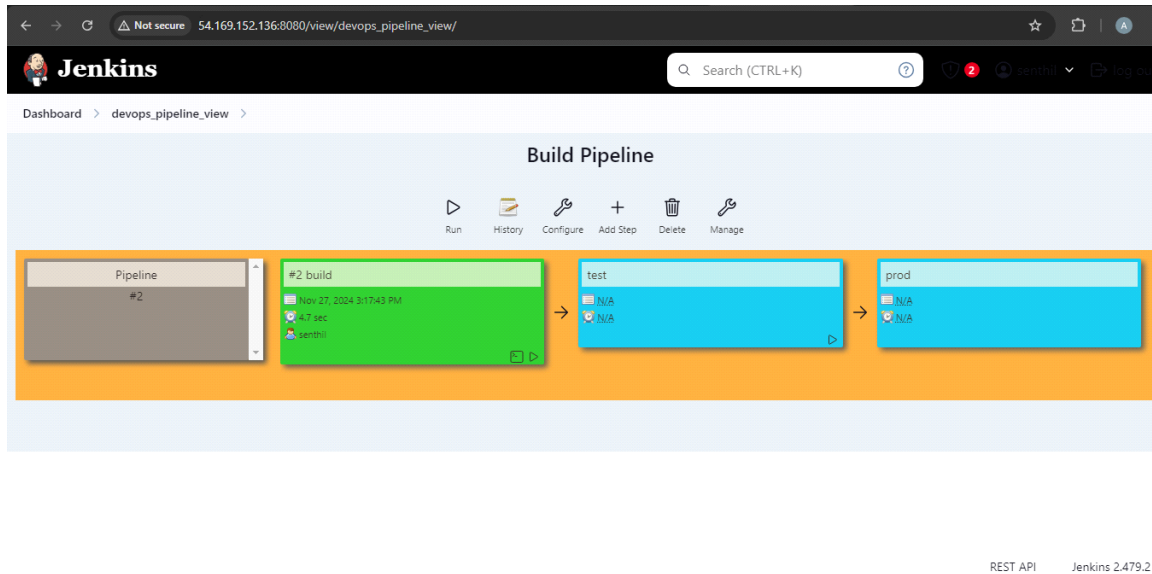 Not secure 54.169.152.136:8080/view/devops_pipeline_view/
A
Jenkins
Search (CTRL+K)
2
senthil
log ou
Dashboard > devops_pipeline_view >
Build Pipeline
Run History Configure Add Step Delete Manage
Pipeline
#2
#2 build
Nov 27, 2024 3:17:43 PM
4.7 sec
senthil
test
N/A
N/A
prod
N/A
N/A
REST API Jenkins 2.479.2